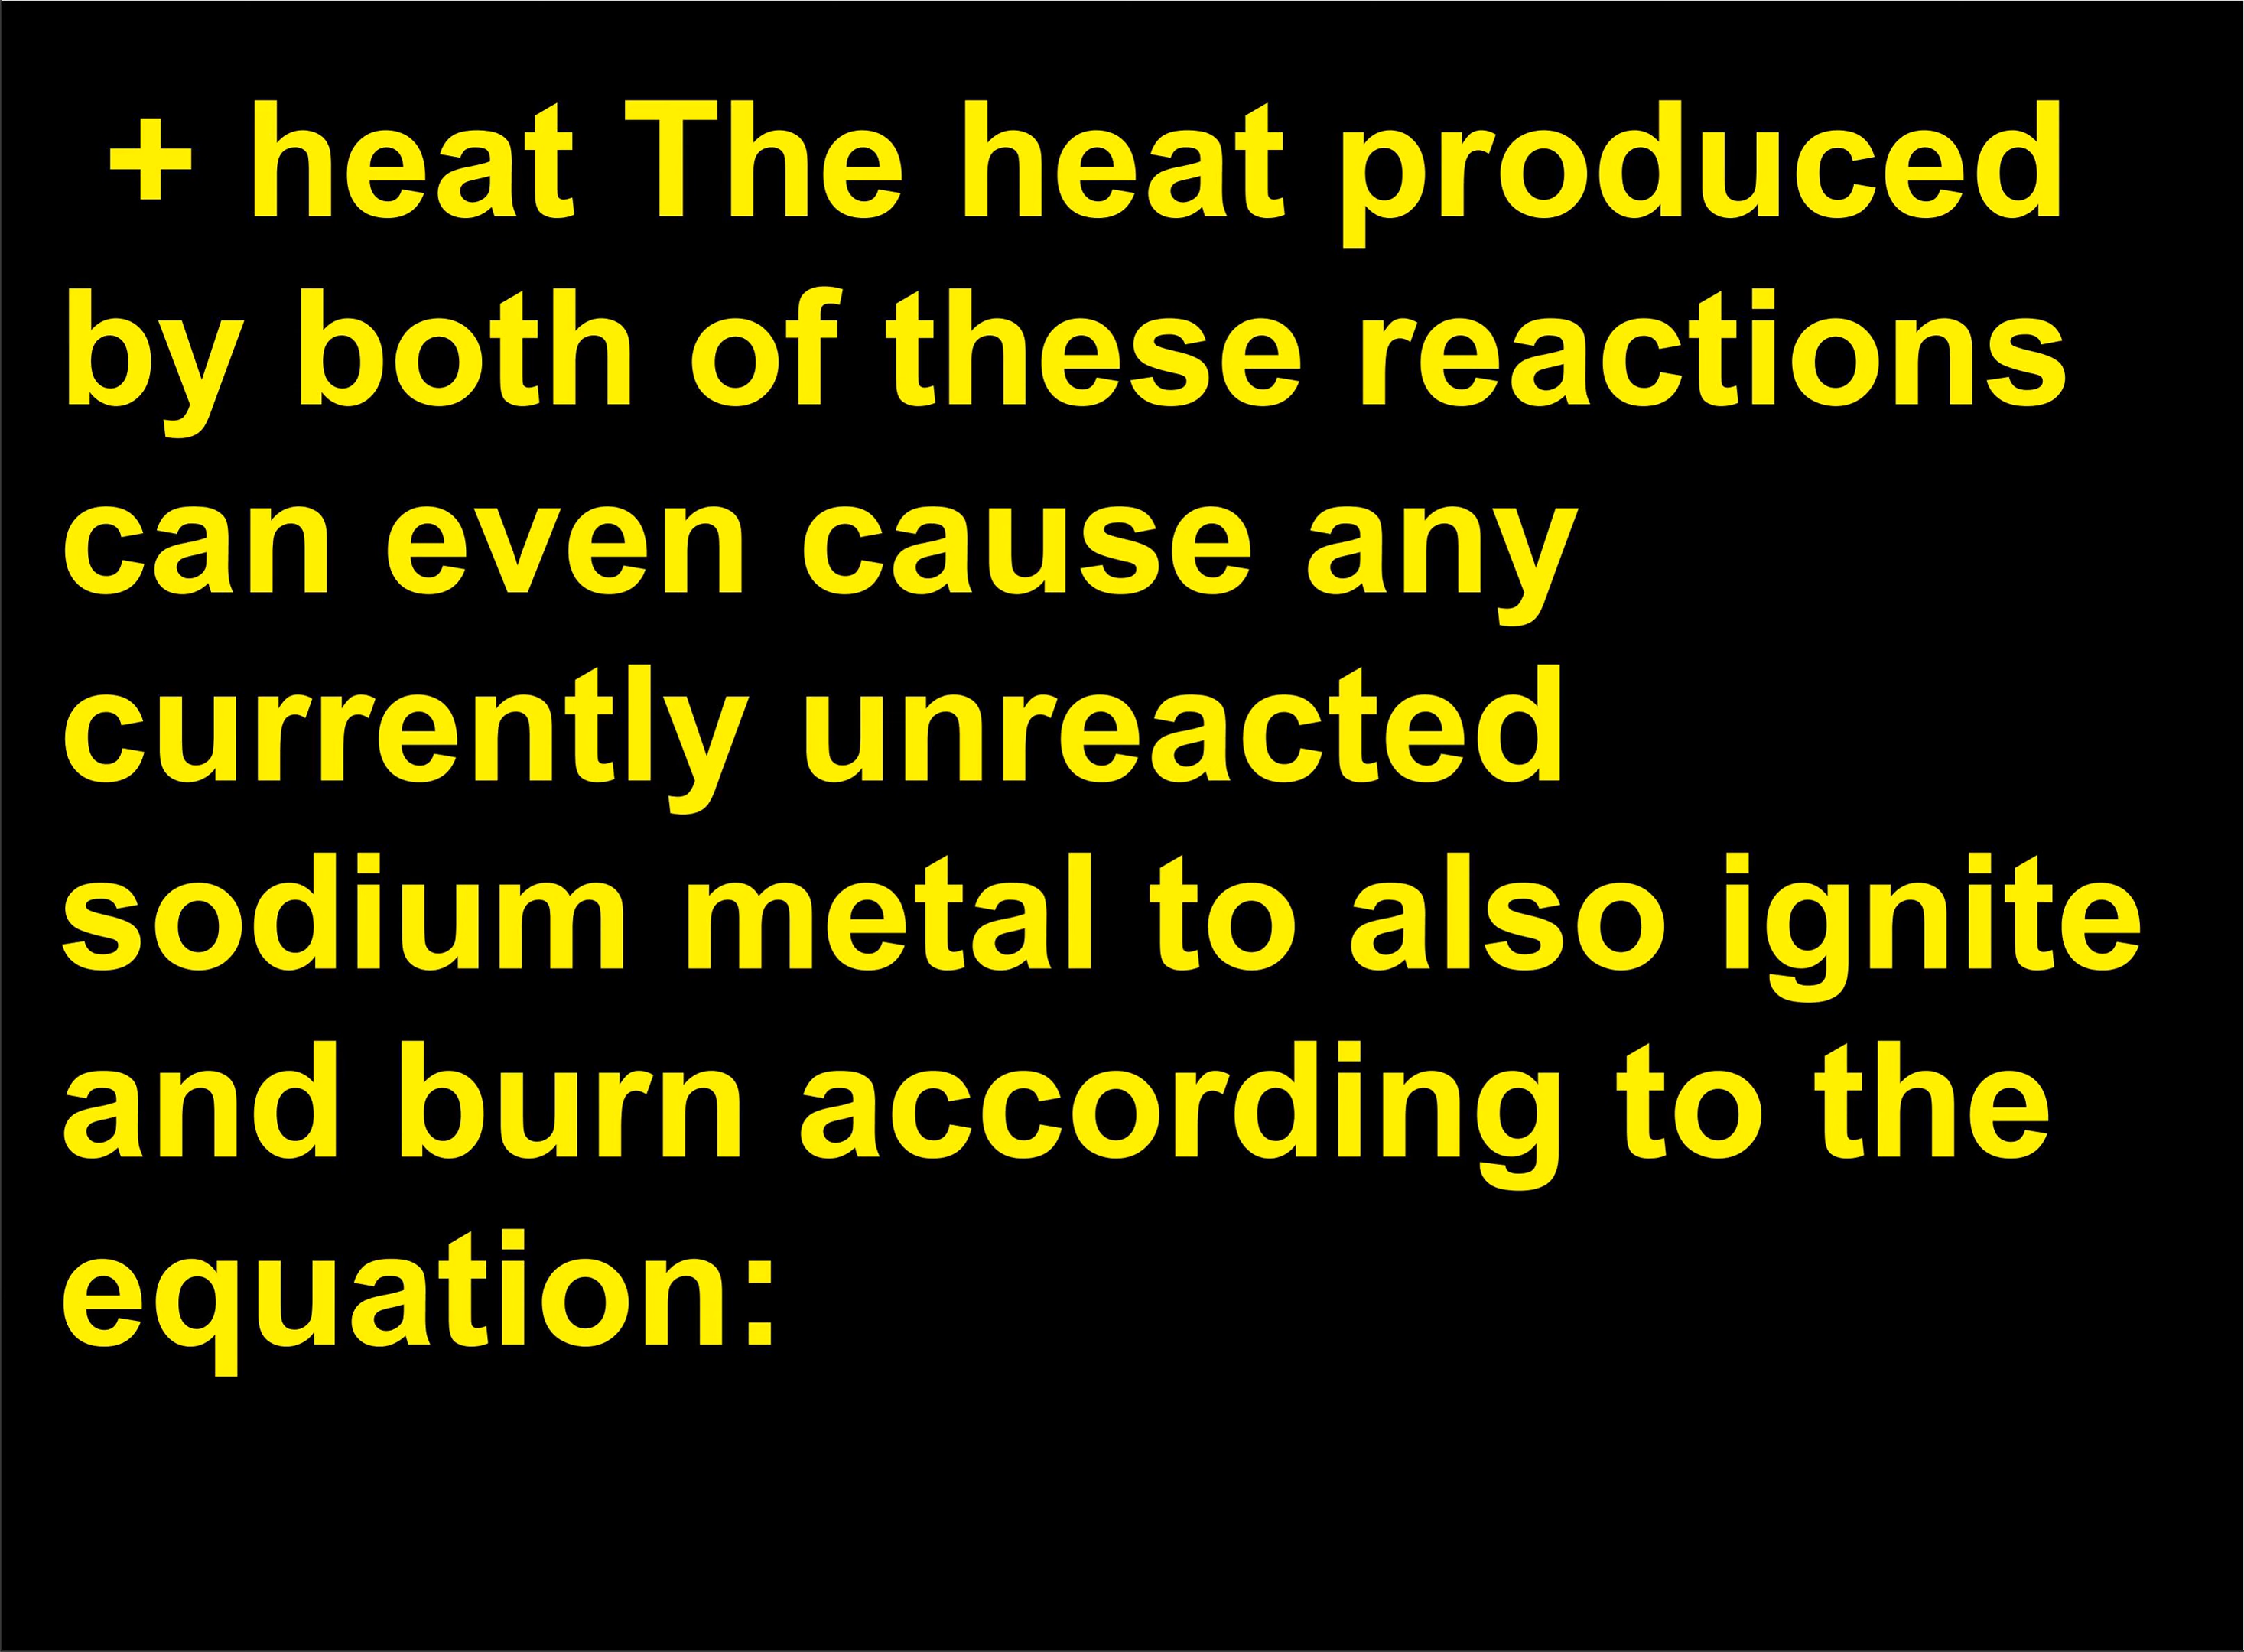 + heat The heat produced
by both of these reactions
can even cause any
currently unreacted
sodium metal to also ignite
and burn according to the
equation: